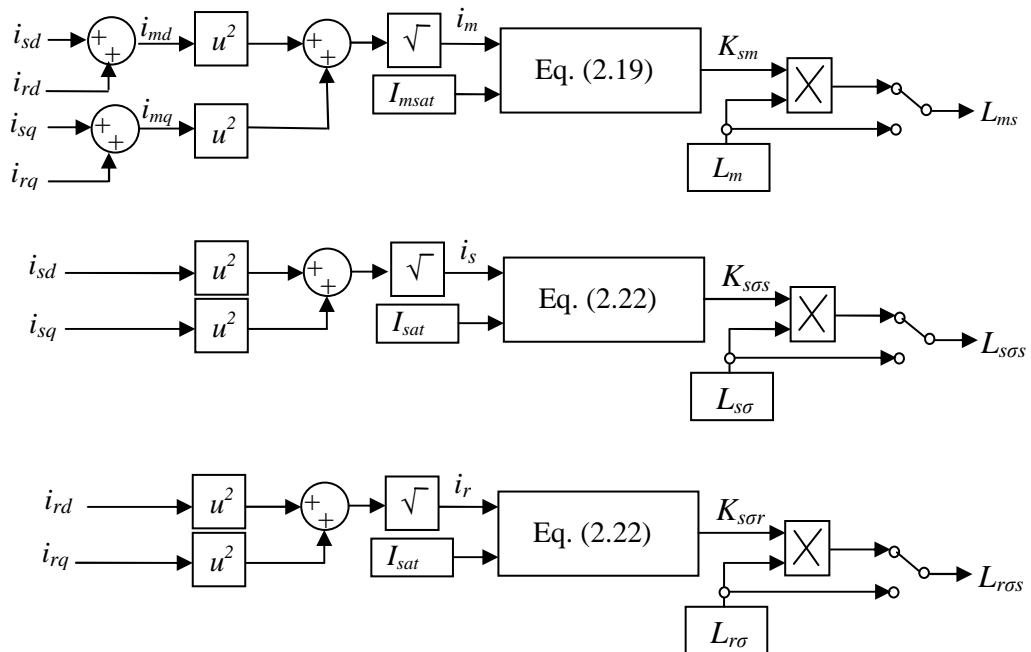 i_sd
+
+
i_md
u²
+
+
√
i_m
Eq. (2.19)
K_sm
L_ms
i_rd
I_msat
i_sq
+
+
i_mq
u²
i_rq
L_m
i_sd
u²
+
+
√
i_s
Eq. (2.22)
K_sσs
L_sσs
i_sq
u²
I_sat
L_sσ
i_rd
u²
+
+
√
i_r
Eq. (2.22)
K_sσr
L_rσs
i_rq
u²
I_sat
L_rσ